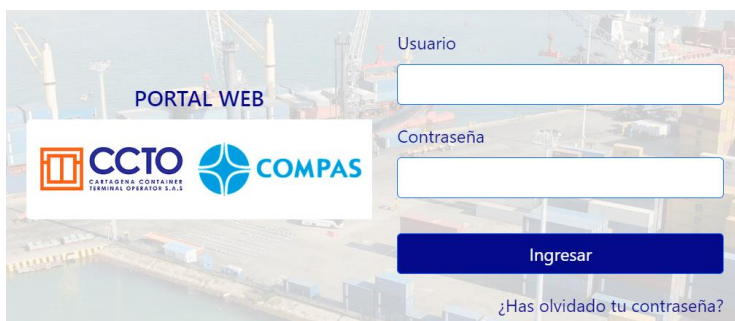 PORTAL WEB
CCTO
CARTAGENA CONTAINER
TERMINAL OPERATOR S.A.S
COMPAS
Usuario
Contraseña
Ingresar
¿Has olvidado tu contraseña?